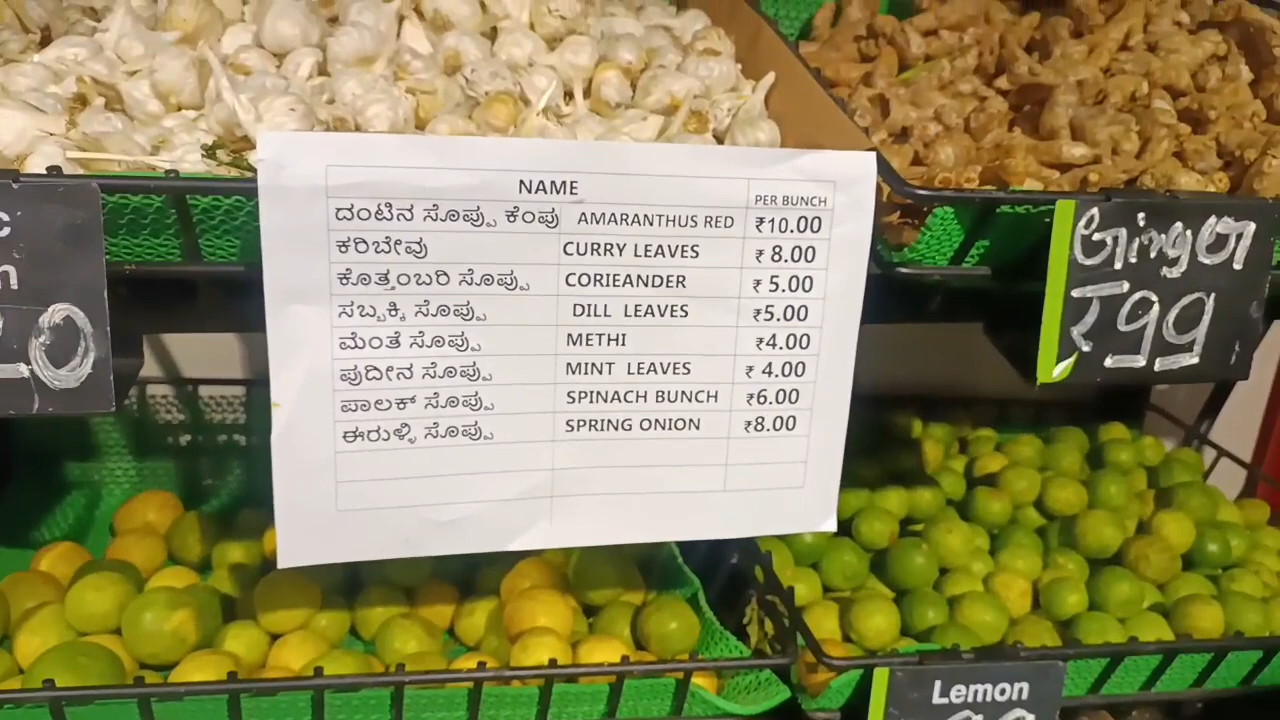 NAME PER BUNCH
ದಂಟಿನ ಸೊಪ್ಪು ಕೆಂಪು AMARANTHUS RED ₹10.00
ಕರಿಬೇವು CURRY LEAVES ₹ 8.00
ಕೊತ್ತಂಬರಿ ಸೊಪ್ಪು CORIEANDER ₹ 5.00
ಸಬ್ಬಕ್ಕಿ ಸೊಪ್ಪು DILL LEAVES ₹5.00
ಮೆಂತೆ ಸೊಪ್ಪು METHI ₹4.00
ಪುದೀನ ಸೊಪ್ಪು MINT LEAVES ₹ 4.00
ಪಾಲಕ್ ಸೊಪ್ಪು SPINACH BUNCH ₹6.00
ಈರುಳ್ಳಿ ಸೊಪ್ಪು SPRING ONION ₹8.00
Ginger
₹99
Lemon